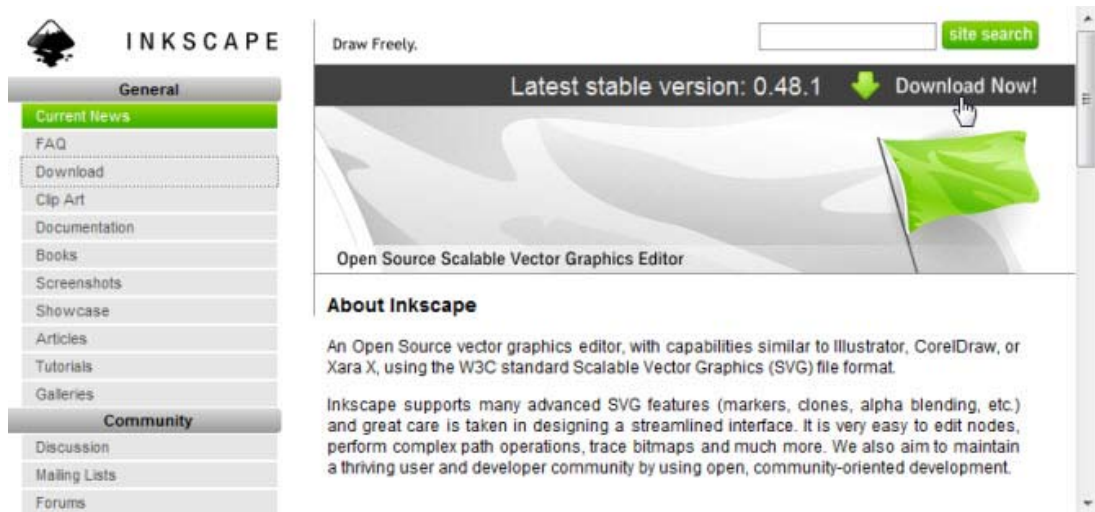 INKSCAPE
Draw Freely.
site search
General
Latest stable version: 0.48.1 Download Now!
Current News
FAQ
Download
Clip Art
Documentation
Books
Screenshots
Showcase
Articles
Tutorials
Galleries
Community
Discussion
Mailing Lists
Forums
Open Source Scalable Vector Graphics Editor
About Inkscape
An Open Source vector graphics editor, with capabilities similar to Illustrator, CorelDraw, or
Xara X, using the W3C standard Scalable Vector Graphics (SVG) file format.
Inkscape supports many advanced SVG features (markers, clones, alpha blending, etc.)
and great care is taken in designing a streamlined interface. It is very easy to edit nodes,
perform complex path operations, trace bitmaps and much more. We also aim to maintain
a thriving user and developer community by using open, community-oriented development.